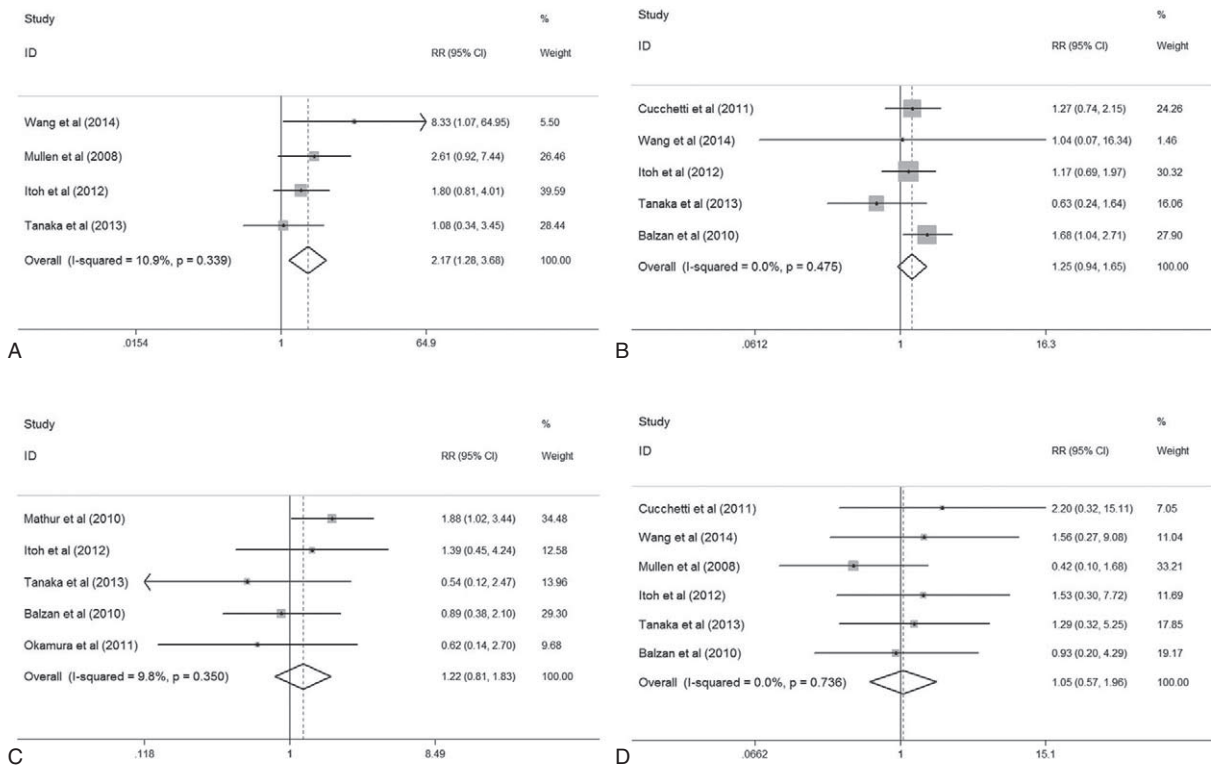 Study %
ID RR (95% CI) Weight
Wang et al (2014) 8.33 (1.07, 64.95) 5.50
Mullen et al (2008) 2.61 (0.92, 7.44) 26.46
Itoh et al (2012) 1.80 (0.81, 4.01) 39.59
Tanaka et al (2013) 1.08 (0.34, 3.45) 28.44
Overall (I-squared = 10.9%, p = 0.339) 2.17 (1.28, 3.68) 100.00
.0154 1 64.9
A
Study %
ID RR (95% CI) Weight
Cucchetti et al (2011) 1.27 (0.74, 2.15) 24.26
Wang et al (2014) 1.04 (0.07, 16.34) 1.46
Itoh et al (2012) 1.17 (0.69, 1.97) 30.32
Tanaka et al (2013) 0.63 (0.24, 1.64) 16.06
Balzan et al (2010) 1.68 (1.04, 2.71) 27.90
Overall (I-squared = 0.0%, p = 0.475) 1.25 (0.94, 1.65) 100.00
.0612 1 16.3
B
Study %
ID RR (95% CI) Weight
Mathur et al (2010) 1.88 (1.02, 3.44) 34.48
Itoh et al (2012) 1.39 (0.45, 4.24) 12.58
Tanaka et al (2013) 0.54 (0.12, 2.47) 13.96
Balzan et al (2010) 0.89 (0.38, 2.10) 29.30
Okamura et al (2011) 0.62 (0.14, 2.70) 9.68
Overall (I-squared = 9.8%, p = 0.350) 1.22 (0.81, 1.83) 100.00
.118 1 8.49
C
Study %
ID RR (95% CI) Weight
Cucchetti et al (2011) 2.20 (0.32, 15.11) 7.05
Wang et al (2014) 1.56 (0.27, 9.08) 11.04
Mullen et al (2008) 0.42 (0.10, 1.68) 33.21
Itoh et al (2012) 1.53 (0.30, 7.72) 11.69
Tanaka et al (2013) 1.29 (0.32, 5.25) 17.85
Balzan et al (2010) 0.93 (0.20, 4.29) 19.17
Overall (I-squared = 0.0%, p = 0.736) 1.05 (0.57, 1.96) 100.00
.0662 1 15.1
D